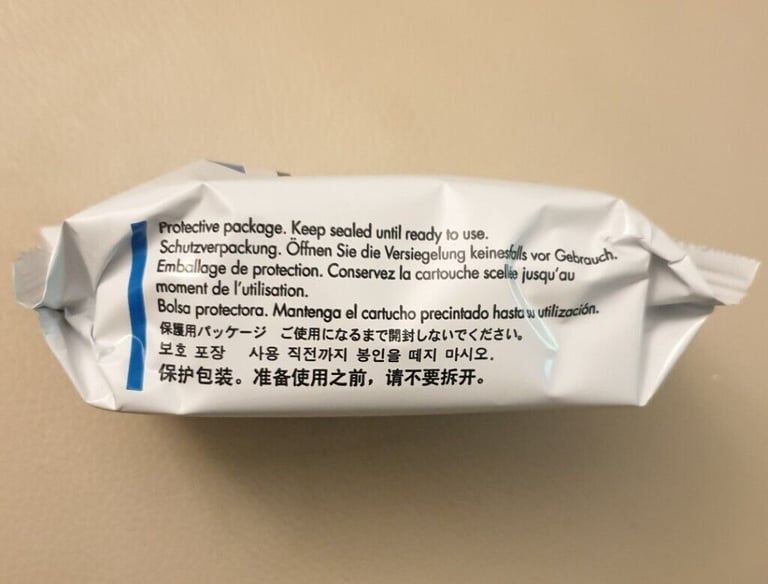 Protective package. Keep sealed until ready to use.
Schutzverpackung. Öffnen Sie die Versiegelung keinesfalls vor Gebrauch.
Emballage de protection. Conservez la cartouche scellée jusqu'au
moment de l'utilisation.
Bolsa protectora. Mantenga el cartucho precintado hasta su utilización.
保護用パッケージ　ご使用になるまで開封しないでください。
보호 포장　사용 직전까지 봉인을 떼지 마시오.
保护包装。准备使用之前，请不要拆开。